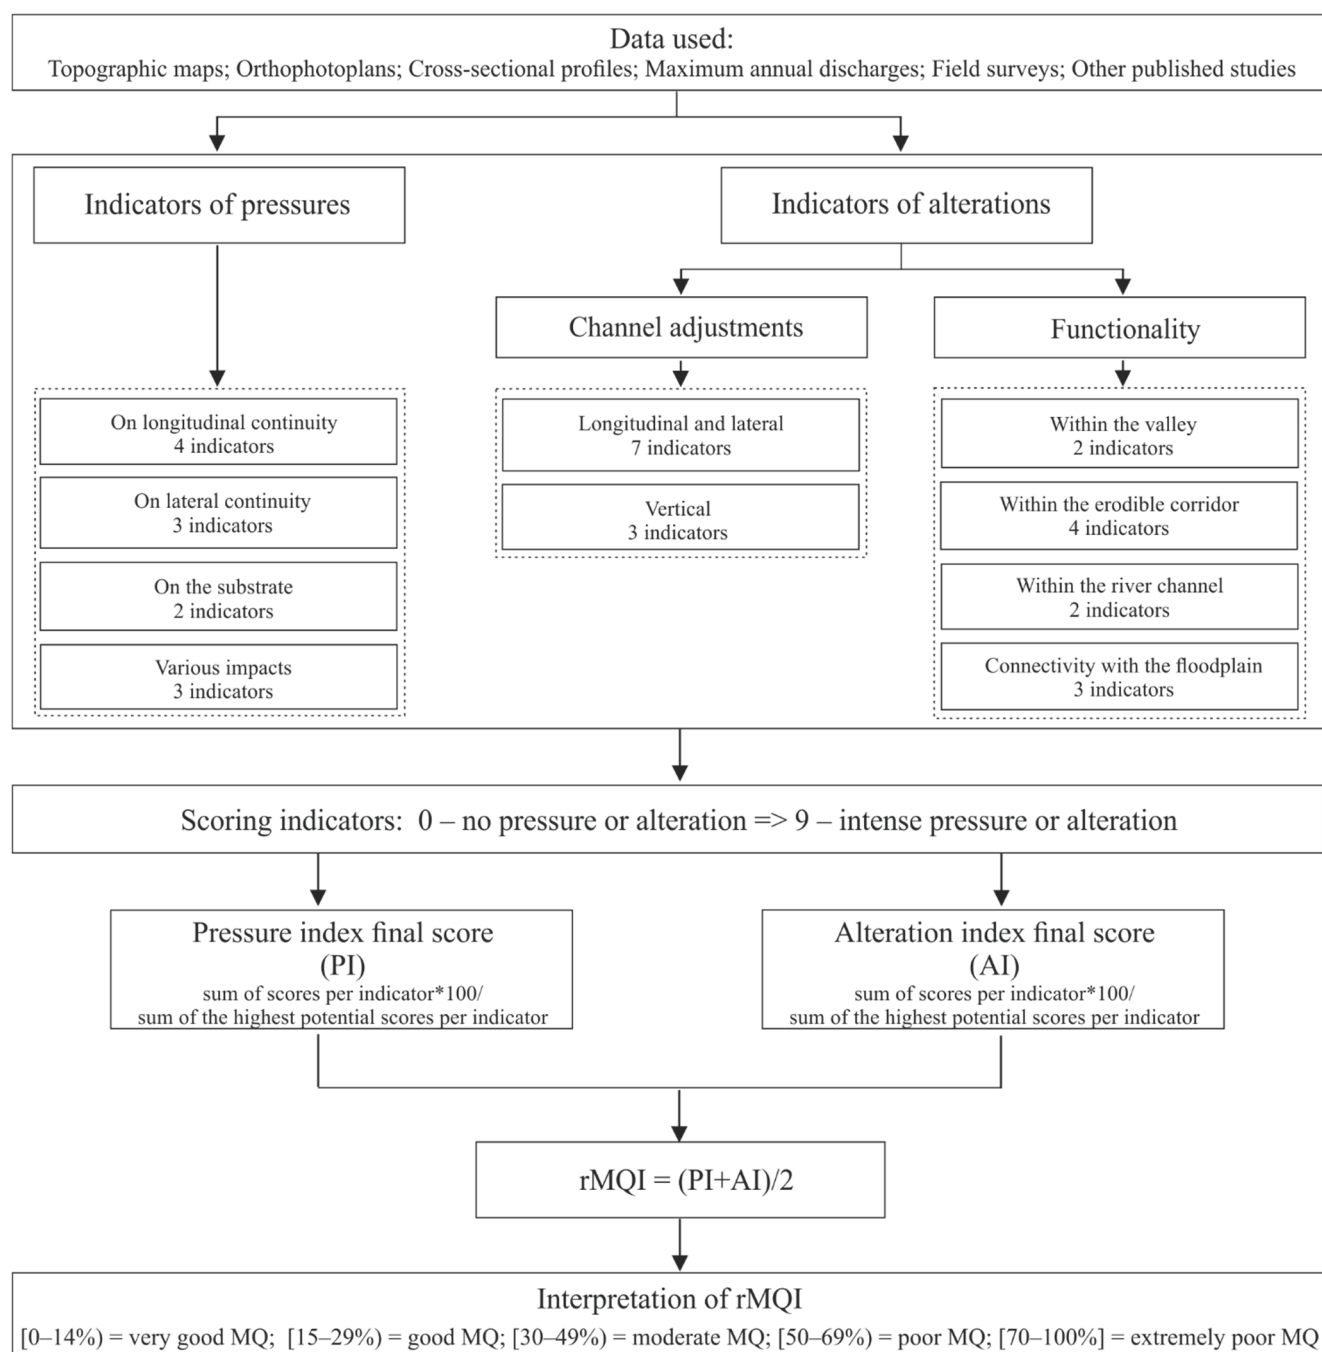 Data used:
Topographic maps; Orthophotoplans; Cross-sectional profiles; Maximum annual discharges; Field surveys; Other published studies
Indicators of pressures
Indicators of alterations
Channel adjustments
Functionality
On longitudinal continuity
4 indicators
On lateral continuity
3 indicators
On the substrate
2 indicators
Various impacts
3 indicators
Longitudinal and lateral
7 indicators
Vertical
3 indicators
Within the valley
2 indicators
Within the erodible corridor
4 indicators
Within the river channel
2 indicators
Connectivity with the floodplain
3 indicators
Scoring indicators: 0 – no pressure or alteration => 9 – intense pressure or alteration
Pressure index final score
(PI)
sum of scores per indicator*100/
sum of the highest potential scores per indicator
Alteration index final score
(AI)
sum of scores per indicator*100/
sum of the highest potential scores per indicator
rMQI = (PI+AI)/2
Interpretation of rMQI
[0–14%) = very good MQ; [15–29%) = good MQ; [30–49%) = moderate MQ; [50–69%) = poor MQ; [70–100%] = extremely poor MQ